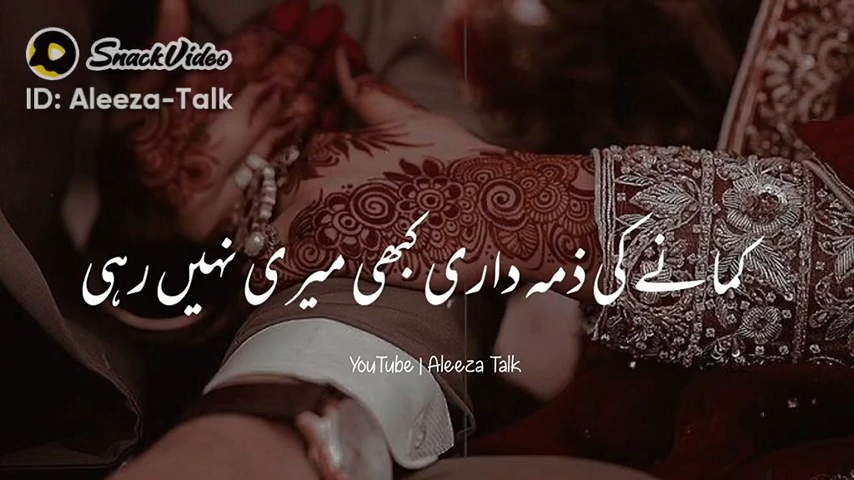 SnackVideo
ID: Aleeza-Talk
کمانے کی ذمہ داری کبھی میری نہیں رہی
YouTube | Aleeza Talk